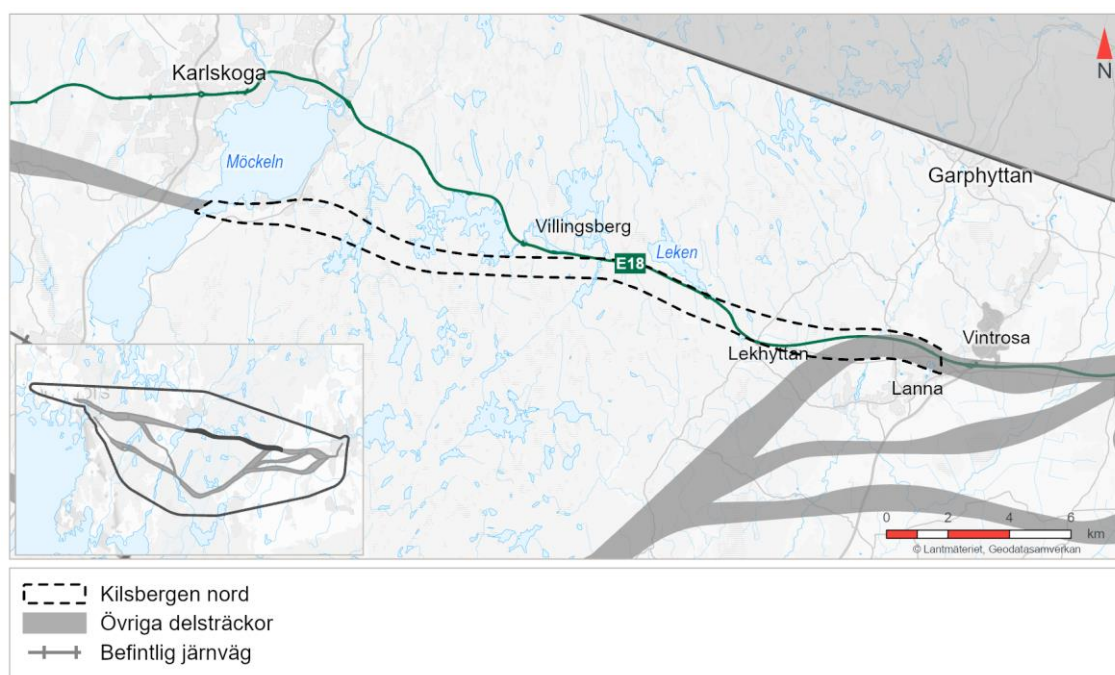 Karlskoga
N
Möckeln
Garphyttan
Villingsberg
Leken
E18
Vintrosa
Lekhyttan
Lanna
0 2 4 6
km
© Lantmäteriet, Geodatasamverkan
Kilsbergen nord
Övriga delsträckor
Befintlig järnväg